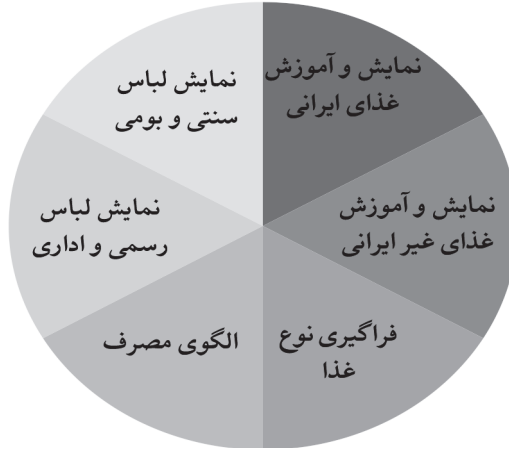 نمایش و آموزش
غذای ایرانی
نمایش و آموزش
غذای غیر ایرانی
فراگیری نوع
غذا
الگوی مصرف
نمایش لباس
رسمی و اداری
نمایش لباس
سنتی و بومی